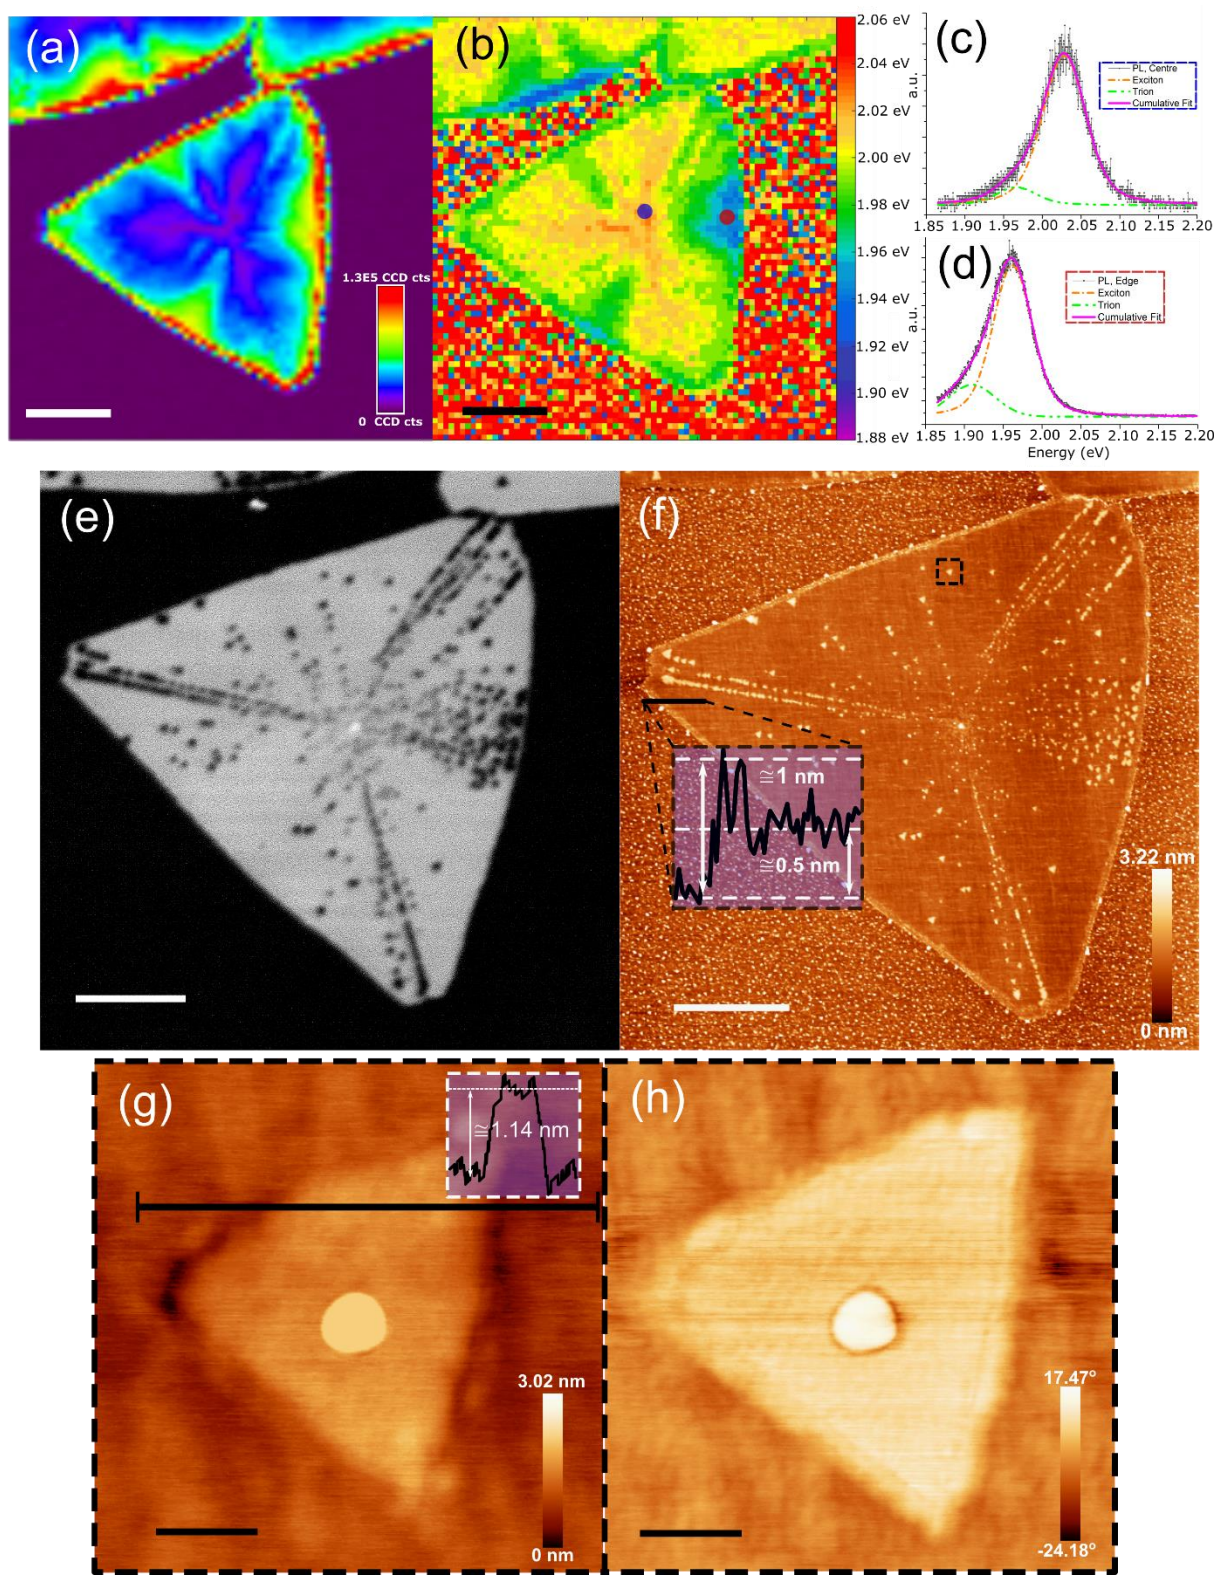 (a)
1.3E5 CCD cts
0 CCD cts
(b)
2.06 eV
2.04 eV
2.02 eV
2.00 eV
1.98 eV
1.96 eV
1.94 eV
1.92 eV
1.90 eV
1.88 eV
(c)
a.u.
PL, Centre
Exciton
Trion
Cumulative Fit
1.85 1.90 1.95 2.00 2.05 2.10 2.15 2.20
(d)
a.u.
PL, Edge
Exciton
Trion
Cumulative Fit
1.85 1.90 1.95 2.00 2.05 2.10 2.15 2.20
Energy (eV)
(e)
(f)
≅1 nm
≅0.5 nm
3.22 nm
0 nm
(g)
≅1.14 nm
3.02 nm
0 nm
(h)
17.47°
-24.18°